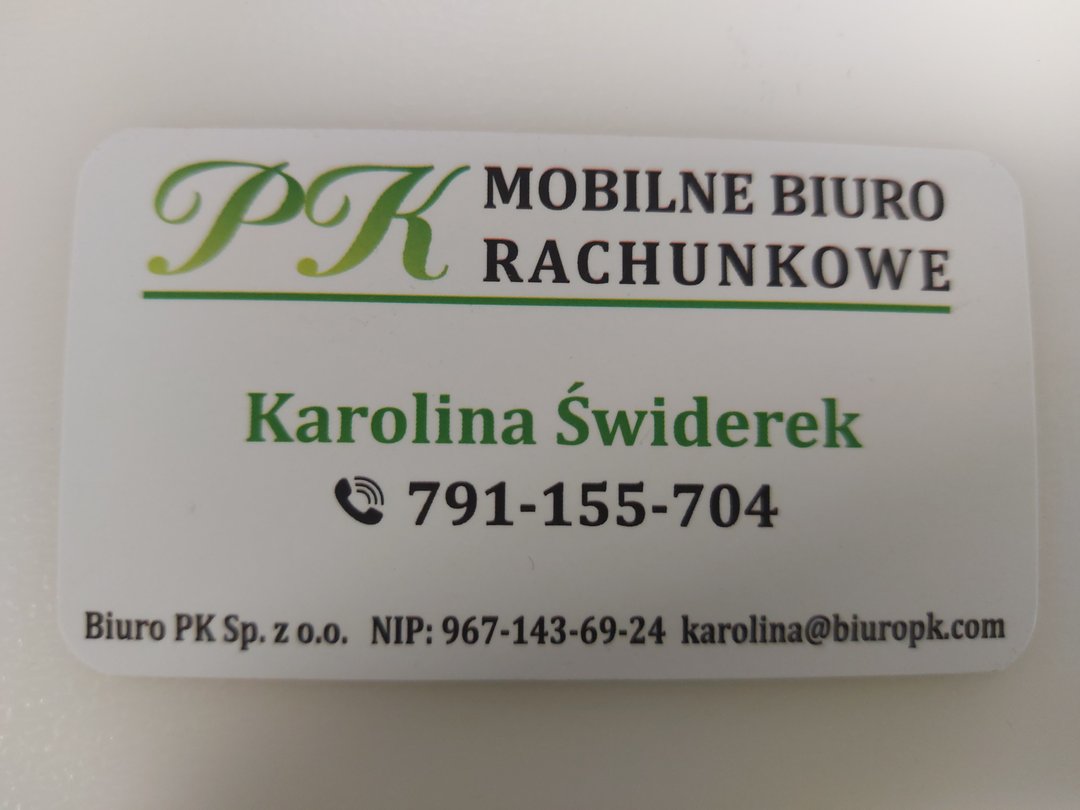 PK MOBILNE BIURO
RACHUNKOWE
Karolina Świderek
791-155-704
Biuro PK Sp. z o.o. NIP: 967-143-69-24 karolina@biuropk.com